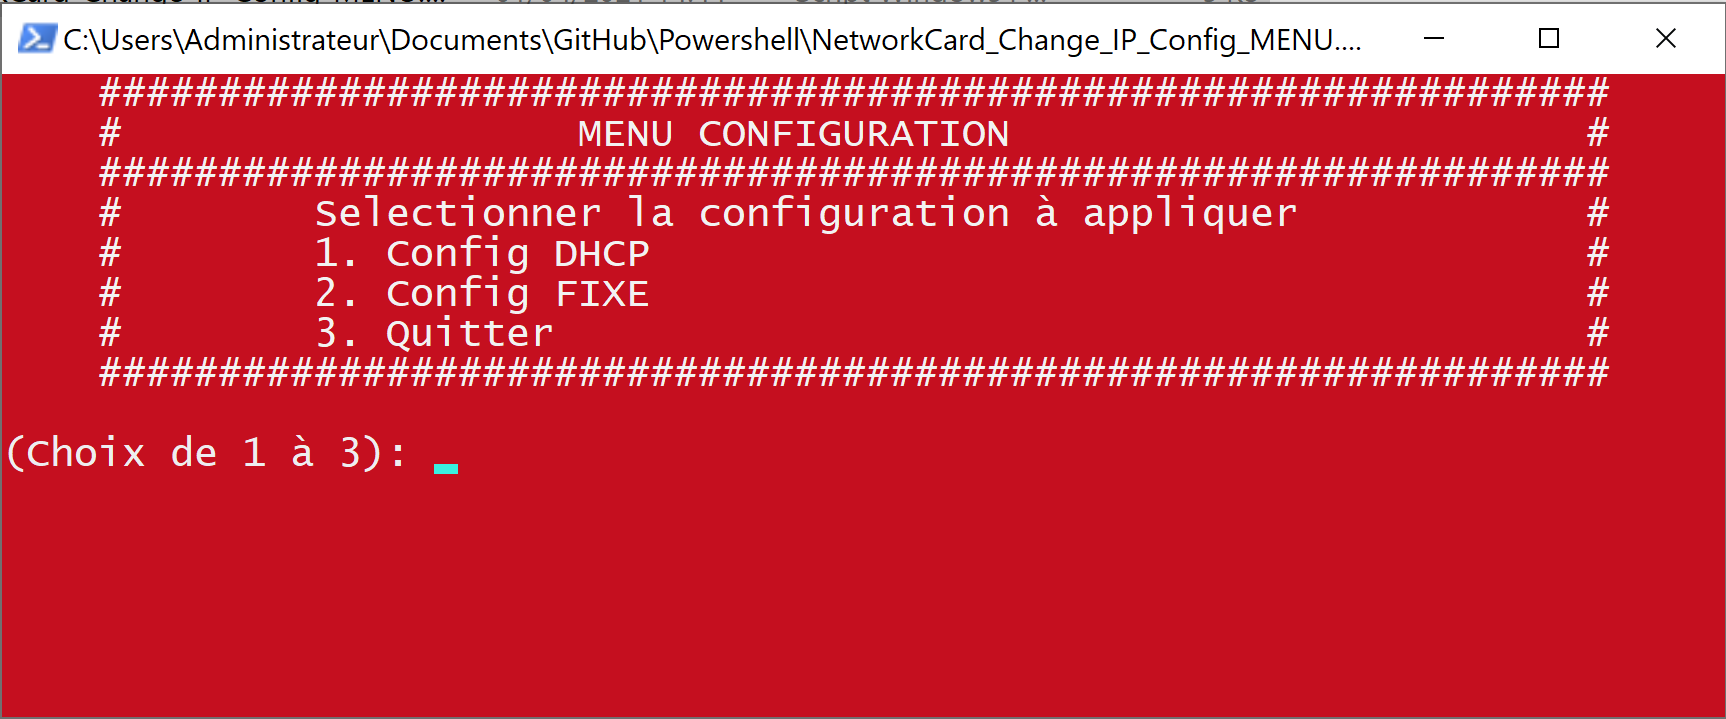 C:\Users\Administrateur\Documents\GitHub\Powershell\NetworkCard_Change_IP_Config_MENU....
###############################################################
# MENU CONFIGURATION #
###############################################################
# Selectionner la configuration à appliquer #
# 1. Config DHCP #
# 2. Config FIXE #
# 3. Quitter #
###############################################################
(Choix de 1 à 3):